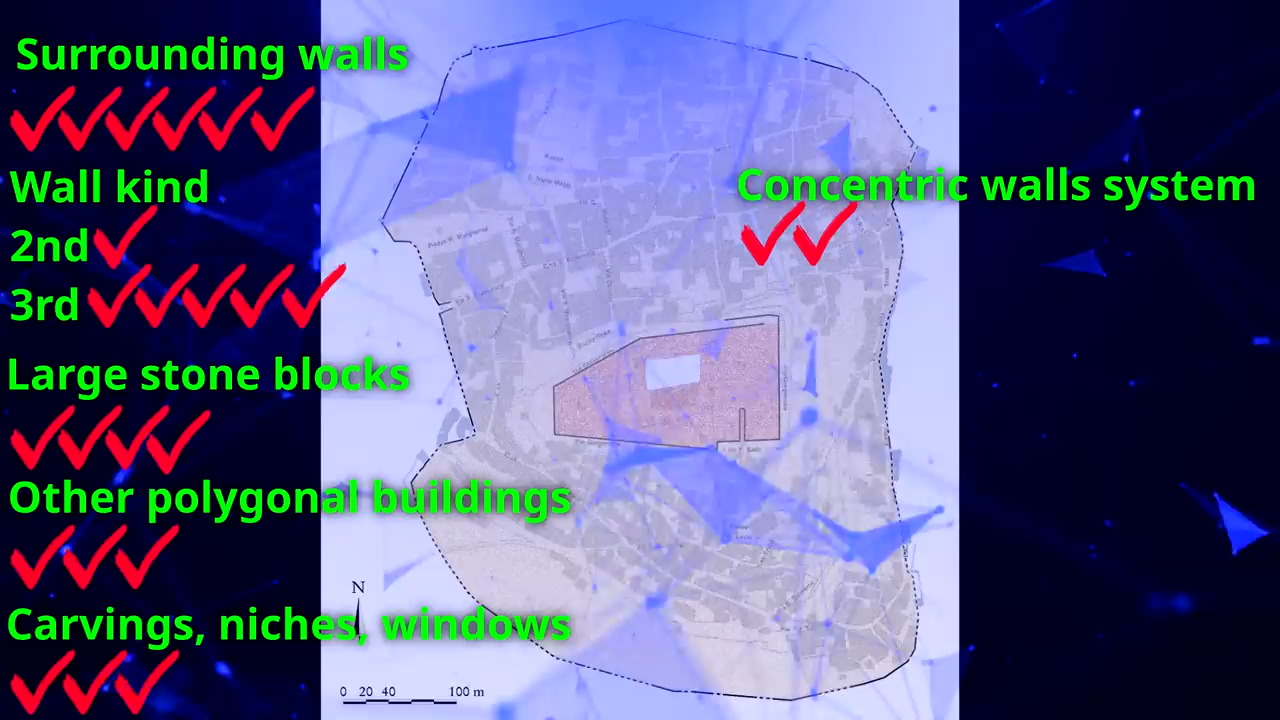 Surrounding walls
Concentric walls system
Wall kind
2nd
3rd
Large stone blocks
Other polygonal buildings
Carvings, niches, windows
N
0 20 40 100 m